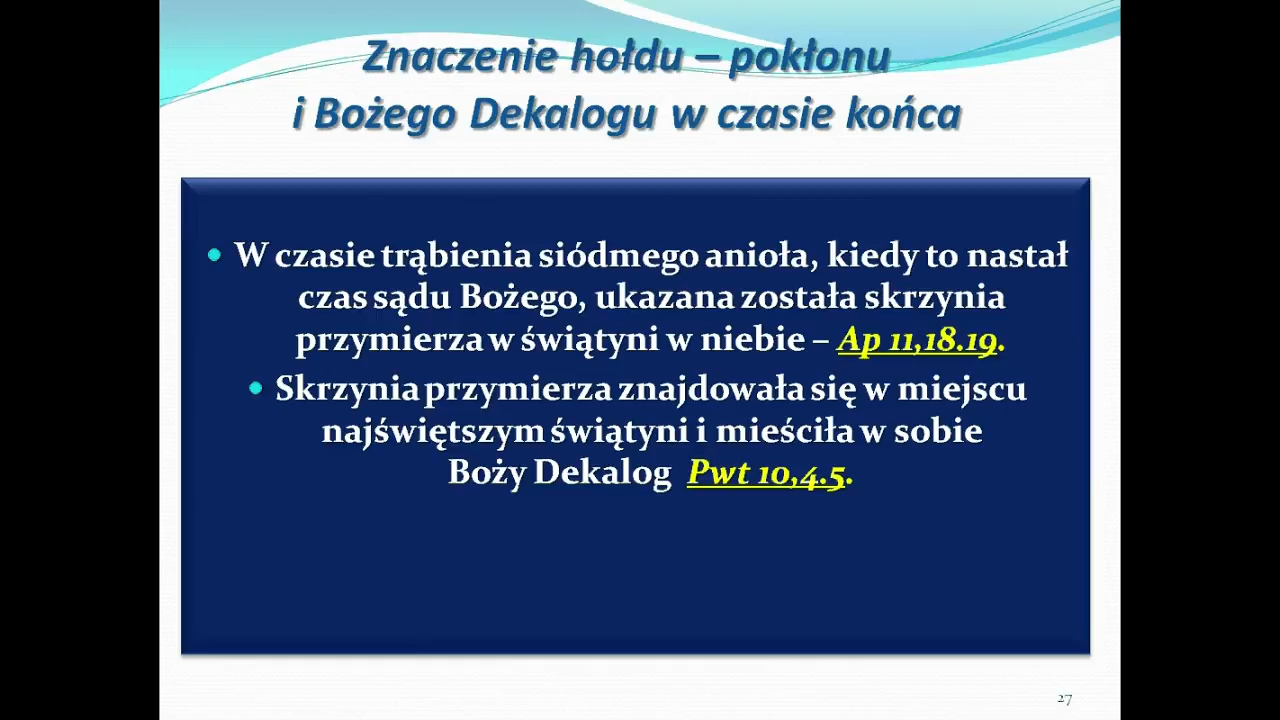 Znaczenie hołdu – pokłonu
i Bożego Dekalogu w czasie końca
• W czasie trąbienia siódmego anioła, kiedy to nastał
czas sądu Bożego, ukazana została skrzynia
przymierza w świątyni w niebie – Ap 11,18.19.
• Skrzynia przymierza znajdowała się w miejscu
najświętszym świątyni i mieściła w sobie
Boży Dekalog Pwt 10,4.5.
27